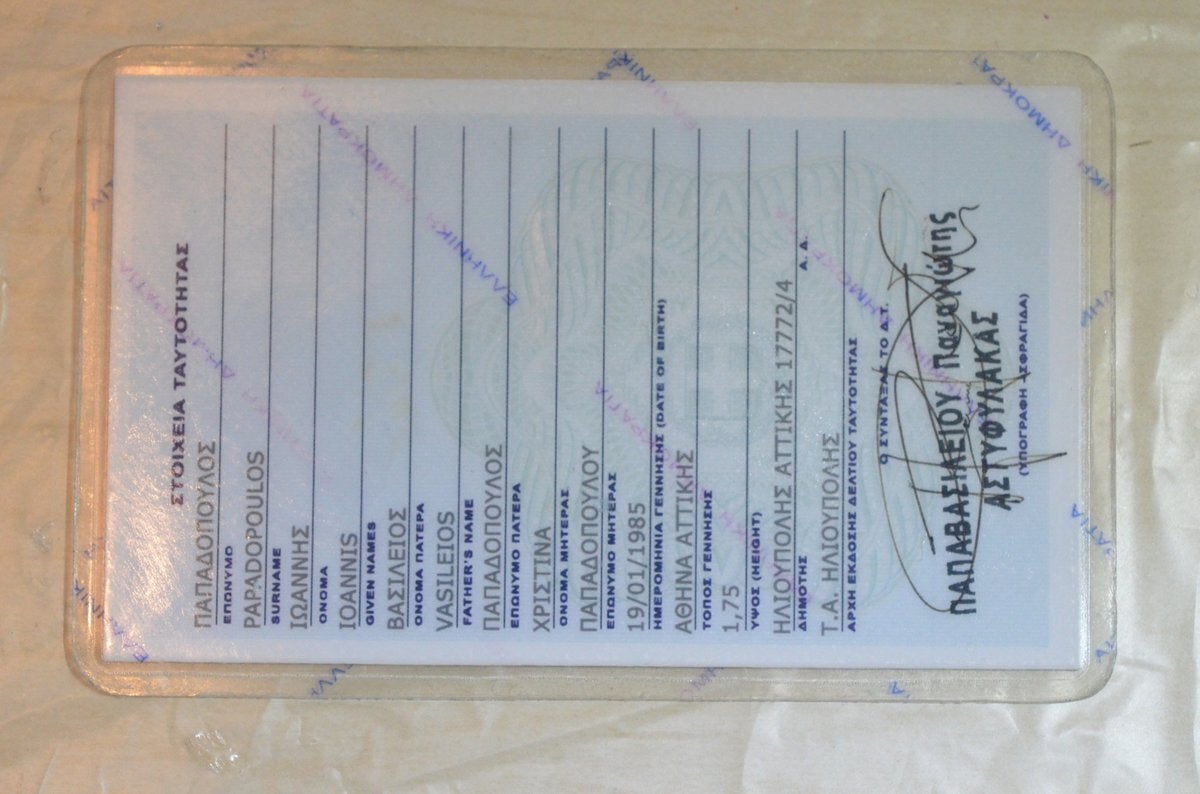 ΣΤΟΙΧΕΙΑ ΤΑΥΤΟΤΗΤΑΣ
ΠΑΠΑΔΟΠΟΥΛΟΣ
ΕΠΩΝΥΜΟ
PAPADOPOULOS
SURNAME
ΙΩΑΝΝΗΣ
ΟΝΟΜΑ
IOANNIS
GIVEN NAMES
ΒΑΣΙΛΕΙΟΣ
ΟΝΟΜΑ ΠΑΤΕΡΑ
VASILEIOS
FATHER'S NAME
ΠΑΠΑΔΟΠΟΥΛΟΣ
ΕΠΩΝΥΜΟ ΠΑΤΕΡΑ
ΧΡΙΣΤΙΝΑ
ΟΝΟΜΑ ΜΗΤΕΡΑΣ
ΠΑΠΑΔΟΠΟΥΛΟΥ
ΕΠΩΝΥΜΟ ΜΗΤΕΡΑΣ
19/01/1985
ΗΜΕΡΟΜΗΝΙΑ ΓΕΝΝΗΣΗΣ (DATE OF BIRTH)
ΑΘΗΝΑ ΑΤΤΙΚΗΣ
ΤΟΠΟΣ ΓΕΝΝΗΣΗΣ
1,75
ΥΨΟΣ (HEIGHT)
ΗΛΙΟΥΠΟΛΗΣ ΑΤΤΙΚΗΣ 17772/4
ΔΗΜΟΤΗΣ Α. Δ.
Τ.Α. ΗΛΙΟΥΠΟΛΗΣ
ΑΡΧΗ ΕΚΔΟΣΗΣ ΔΕΛΤΙΟΥ ΤΑΥΤΟΤΗΤΑΣ
Ο ΣΥΝΤΑΞΑΣ ΤΟ Δ.Τ.
ΠΑΠΑΒΑΣΙΛΕΙΟΥ Παναγιώτης
ΑΣΤΥΦΥΛΑΚΑΣ
(ΥΠΟΓΡΑΦΗ - ΣΦΡΑΓΙΔΑ)
ΕΛΛΗΝΙΚΗ ΔΗΜΟΚΡΑΤΙΑ